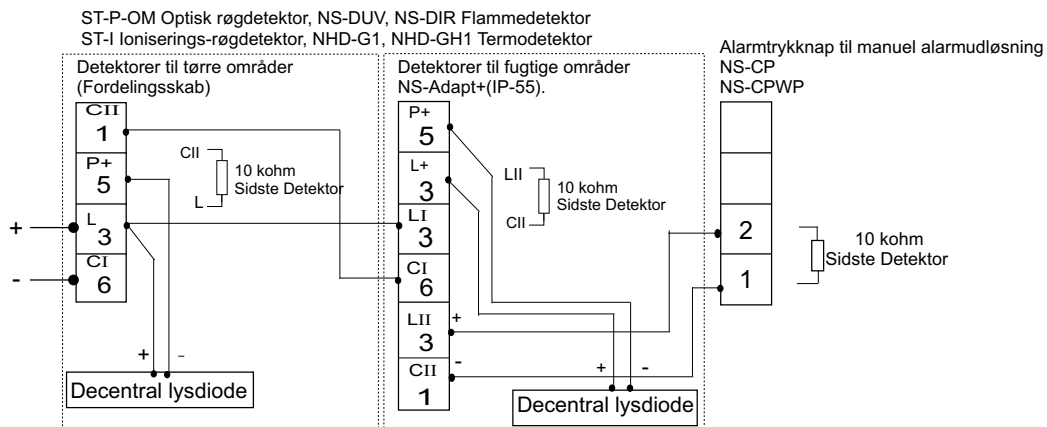 ST-P-OM Optisk røgdetektor, NS-DUV, NS-DIR Flammedetektor
ST-I Ioniserings-røgdetektor, NHD-G1, NHD-GH1 Termodetektor
Detektorer til tørre områder
(Fordelingsskab)
CII
1
P+
5
L
3
CI
6
+
-
CII
L
10 kohm
Sidste Detektor
+ -
Decentral lysdiode
Detektorer til fugtige områder
NS-Adapt+(IP-55).
P+
5
L+
3
LI
3
CI
6
LII
3
CII
1
+
-
LII
CII
10 kohm
Sidste Detektor
+ -
Decentral lysdiode
Alarmtrykknap til manuel alarmudløsning
NS-CP
NS-CPWP
2
1
10 kohm
Sidste Detektor